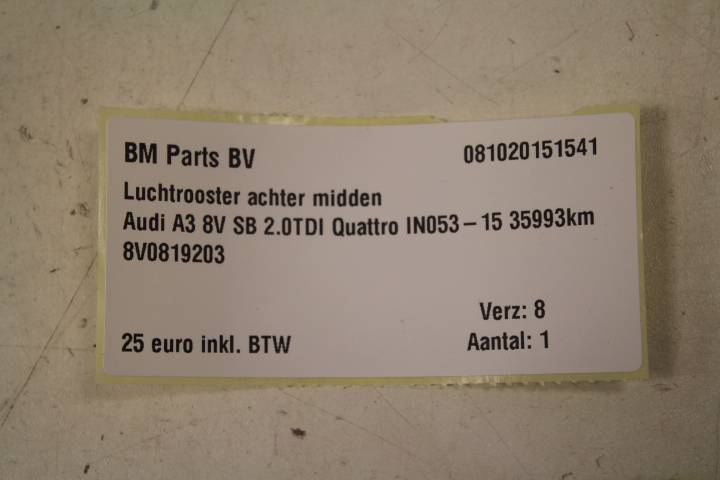 BM Parts BV 081020151541
Luchtrooster achter midden
Audi A3 8V SB 2.0TDI Quattro IN053-15 35993km
8V0819203
Verz: 8
25 euro inkl. BTW Aantal: 1